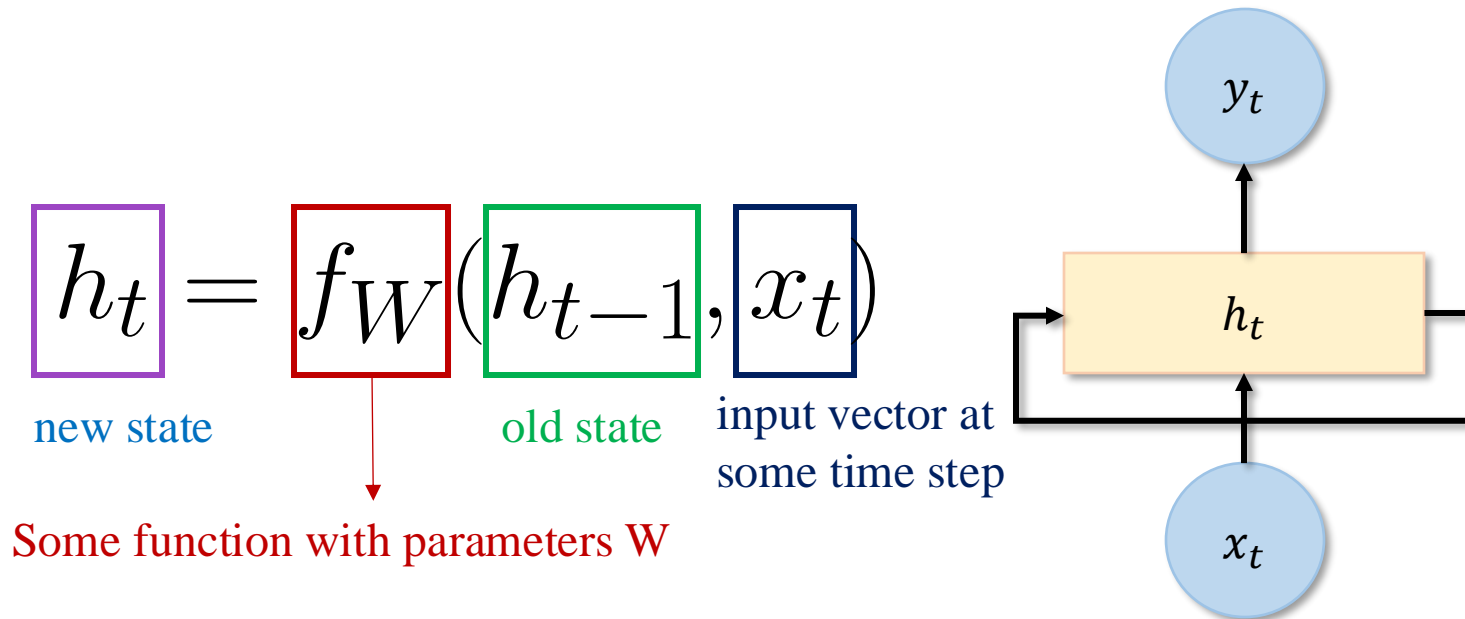 h_t = f_W(h_{t-1}, x_t)
new state
old state
input vector at
some time step
Some function with parameters W
y_t
h_t
x_t